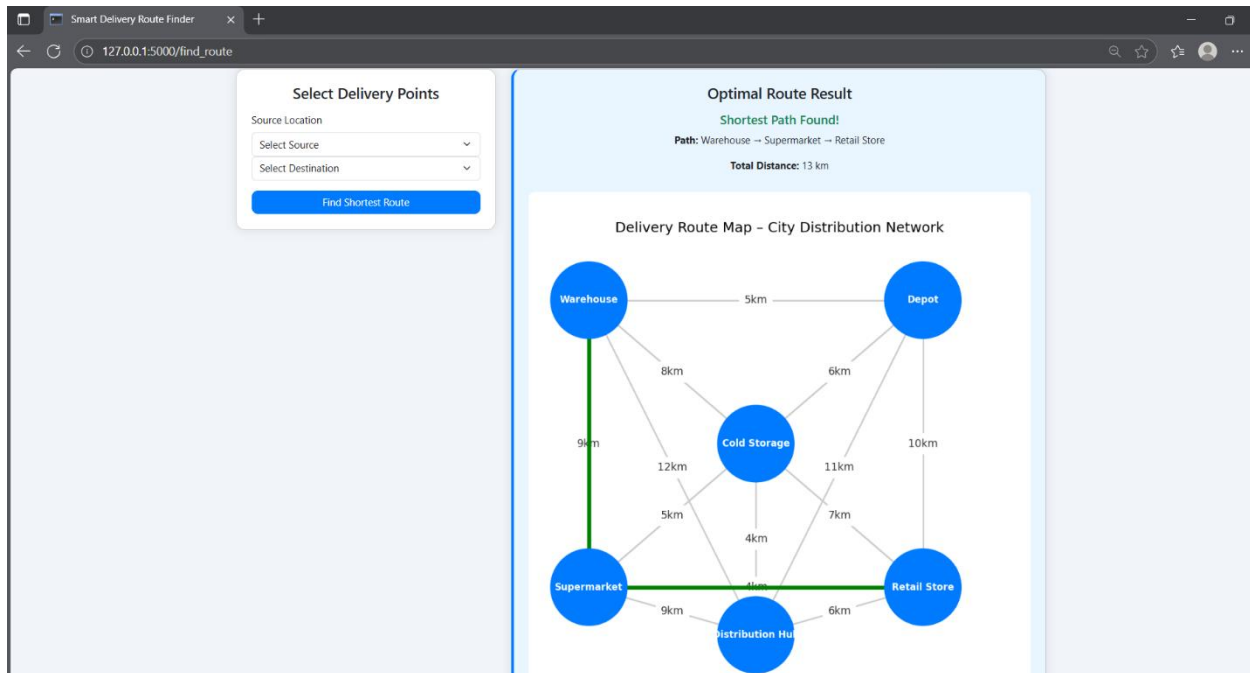 Smart Delivery Route Finder
127.0.0.1:5000/find_route
Select Delivery Points
Source Location
Select Source
Select Destination
Find Shortest Route
Optimal Route Result
Shortest Path Found!
Path: Warehouse → Supermarket → Retail Store
Total Distance: 13 km
Delivery Route Map – City Distribution Network
Warehouse
5km
Depot
8km
6km
9km
Cold Storage
10km
12km
11km
5km
7km
4km
Supermarket
4km
Retail Store
9km
6km
Distribution Hu